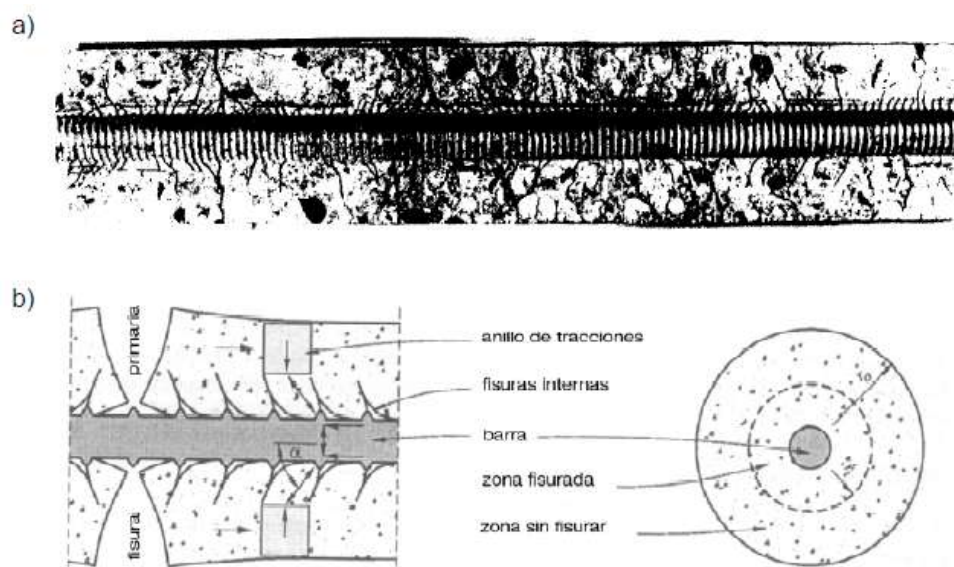 a)
b)
primaria
fisura
α
anillo de tracciones
fisuras internas
barra
zona fisurada
zona sin fisurar